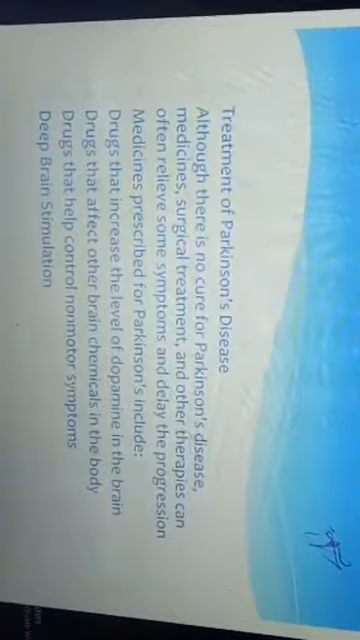 Treatment of Parkinson's Disease
Although there is no cure for Parkinson's disease,
medicines, surgical treatment, and other therapies can
often relieve some symptoms and delay the progression
Medicines prescribed for Parkinson's include:
Drugs that increase the level of dopamine in the brain
Drugs that affect other brain chemicals in the body
Drugs that help control nonmotor symptoms
Deep Brain Stimulation